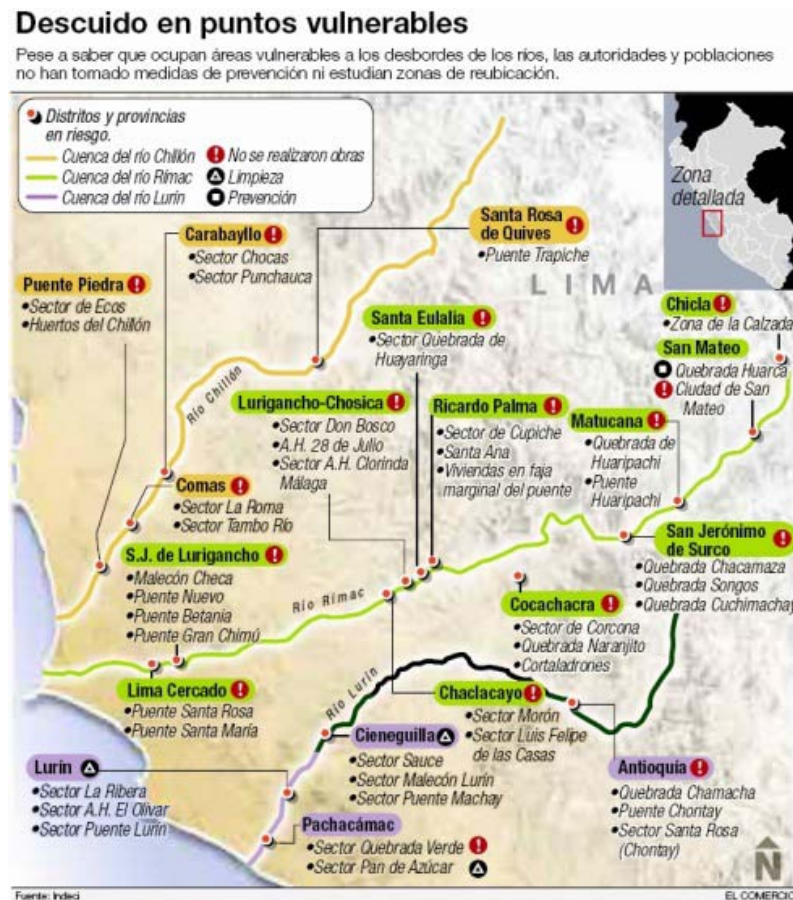 Descuido en puntos vulnerables
Pese a saber que ocupan áreas vulnerables a los desbordes de los ríos, las autoridades y poblaciones
no han tomado medidas de prevención ni estudian zonas de reubicación.
Distritos y provincias
en riesgo.
Cuenca del río Chillón
Cuenca del río Rímac
Cuenca del río Lurín
No se realizaron obras
Limpieza
Prevención
Zona
detallada
LIMA
Carabayllo
•Sector Chocas
•Sector Punchauca
Santa Rosa
de Quives
•Puente Trapiche
Puente Piedra
•Sector de Ecos
•Huertos del Chillón
Santa Eulalia
•Sector Quebrada de
Huayaringa
Chicla
•Zona de la Calzada
San Mateo
Quebrada Huarca
Ciudad de San
Mateo
Río Chillón
Lurigancho-Chosica
•Sector Don Bosco
•A.H. 28 de Julio
•Sector A.H. Clorinda
Málaga
Ricardo Palma
•Sector de Cupiche
•Santa Ana
•Viviendas en faja
marginal del puente
Matucana
•Quebrada de
Huaripachi
•Puente
Huaripachi
Comas
•Sector La Roma
•Sector Tambo Río
San Jerónimo
de Surco
•Quebrada Chacamaza
•Quebrada Songos
•Quebrada Cuchimachay
S.J. de Lurigancho
•Malecón Checa
•Puente Nuevo
•Puente Betania
•Puente Gran Chimú
Río Rímac
Cocachacra
•Sector de Corcona
•Quebrada Naranjito
•Cortaladrones
Lima Cercado
•Puente Santa Rosa
•Puente Santa María
Río Lurín
Chaclacayo
•Sector Morón
•Sector Luis Felipe
de las Casas
Cieneguilla
•Sector Sauce
•Sector Malecón Lurín
•Sector Puente Machay
Lurín
•Sector La Ribera
•Sector A.H. El Olivar
•Sector Puente Lurín
Antioquía
•Quebrada Chamacha
•Puente Chontay
•Sector Santa Rosa
(Chontay)
Pachacámac
•Sector Quebrada Verde
•Sector Pan de Azúcar
N
Fuente: Indeci
EL COMERCIO